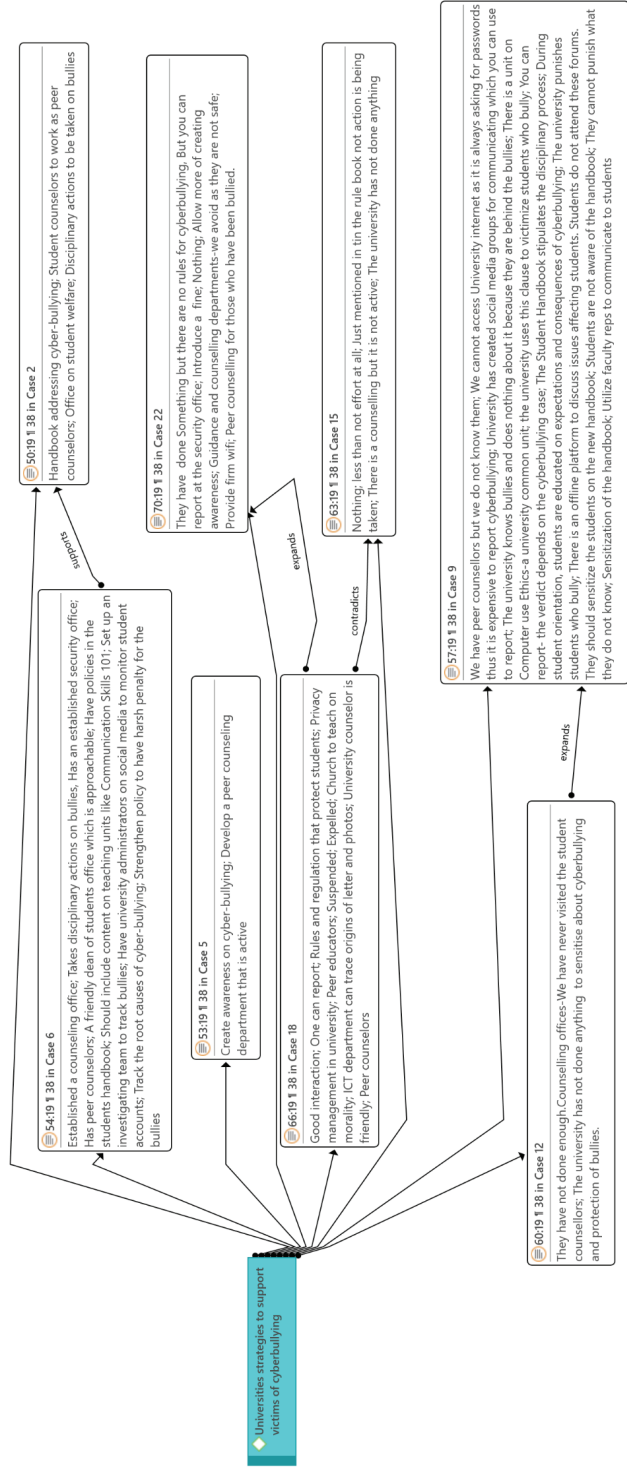 Universities strategies to support
victims of cyberbullying
54:19 ¶ 38 in Case 6
Established a counseling office; Takes disciplinary actions on bullies, Has an established security office;
Has peer counselors; A friendly dean of students office which is approachable; Have policies in the
students handbook; Should include content on teaching units like Communication Skills 101; Set up an
investigating team to track bullies; Have university administrators on social media to monitor student
accounts; Track the root causes of cyber-bullying; Strengthen policy to have harsh penalty for the
bullies
supports
50:19 ¶ 38 in Case 2
Handbook addressing cyber-bullying; Student counselors to work as peer
counselors; Office on student welfare; Disciplinary actions to be taken on bullies
53:19 ¶ 38 in Case 5
Create awareness on cyber-bullying; Develop a peer counseling
department that is active
70:19 ¶ 38 in Case 22
They have done Something but there are no rules for cyberbullying, But you can
report at the security office; Introduce a fine; Nothing; Allow more of creating
awareness; Guidance and counselling departments-we avoid as they are not safe;
Provide firm wifi; Peer counselling for those who have been bullied.
66:19 ¶ 38 in Case 18
Good interaction; One can report; Rules and regulation that protect students; Privacy
management in university; Peer educators; Suspended; Expelled; Church to teach on
morality; ICT department can trace origins of letter and photos; University counselor is
friendly; Peer counselors
expands
contradicts
63:19 ¶ 38 in Case 15
Nothing; less than not effort at all; Just mentioned in tin the rule book not action is being
taken; There is a counselling but it is not active; The university has not done anything
60:19 ¶ 38 in Case 12
They have not done enough.Counselling offices-We have never visited the student
counsellors; The university has not done anything to sensitise about cyberbullying
and protection of bullies.
expands
57:19 ¶ 38 in Case 9
We have peer counsellors but we do not know them; We cannot access University internet as it is always asking for passwords
thus it is expensive to report cyberbullying; University has created social media groups for communicating which you can use
to report; The university knows bullies and does nothing about it because they are behind the bullies; There is a unit on
Computer use Ethics-a university common unit; the university uses this clause to victimize students who bully; You can
report- the verdict depends on the cyberbullying case; The Student Handbook stipulates the disciplinary process; During
student orientation, students are educated on expectations and consequences of cyberbullying; The university punishes
students who bully; There is an offline platform to discuss issues affecting students. Students do not attend these forums.
They should sensitize the students on the new handbook; Students are not aware of the handbook; They cannot punish what
they do not know; Sensitization of the handbook; Utilize faculty reps to communicate to students